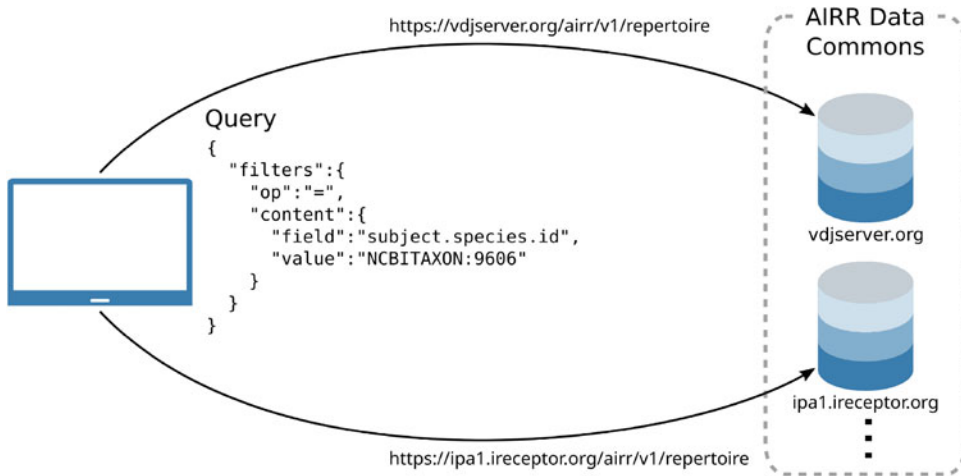 https://vdjserver.org/airr/v1/repertoire
AIRR Data
Commons
Query
{
"filters":{
"op":"=",
"content":{
"field":"subject.species.id",
"value":"NCBITAXON:9606"
}
}
}
vdjserver.org
ipa1.ireceptor.org
https://ipa1.ireceptor.org/airr/v1/repertoire